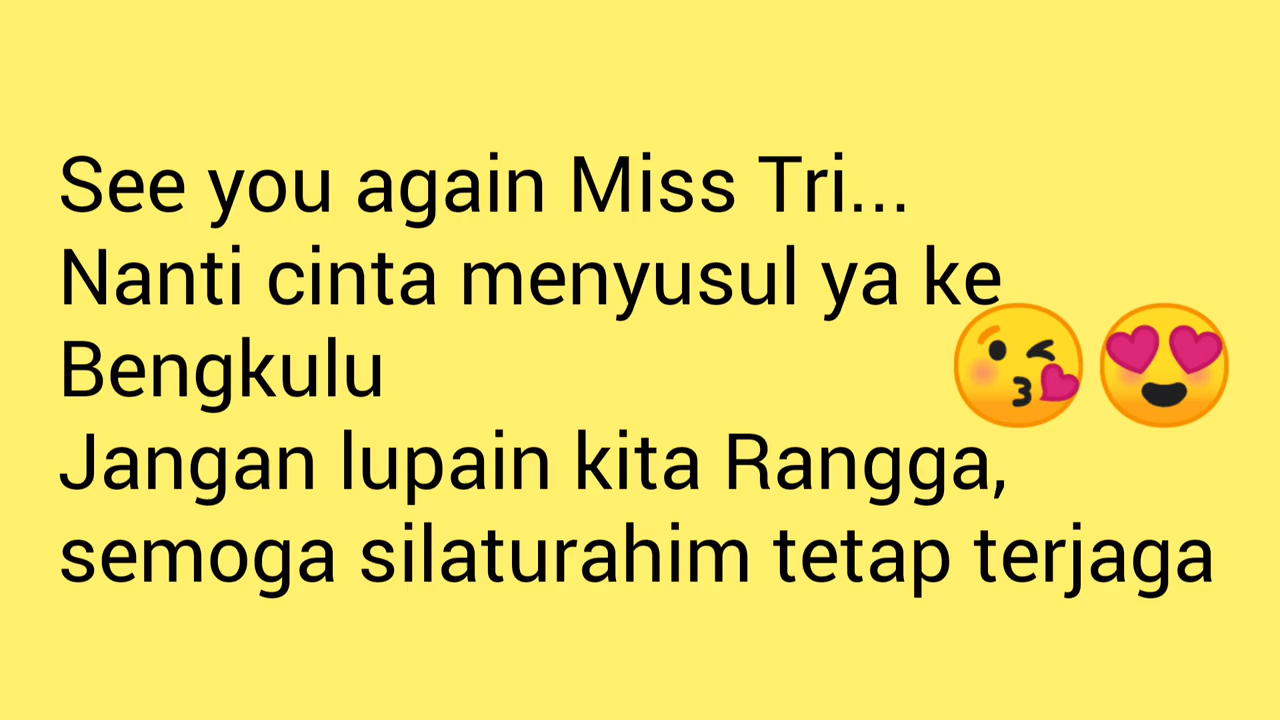 See you again Miss Tri...
Nanti cinta menyusul ya ke
Bengkulu 😘😍
Jangan lupain kita Rangga,
semoga silaturahim tetap terjaga